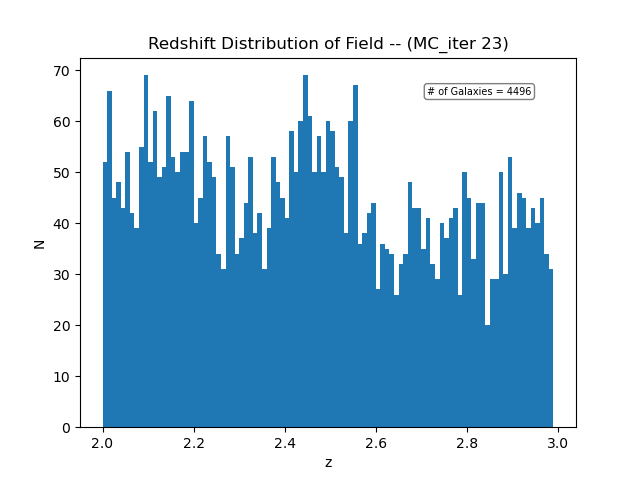 Redshift Distribution of Field -- (MC_iter 23)
# of Galaxies = 4496
70
60
50
40
30
20
10
0
N
2.0 2.2 2.4 2.6 2.8 3.0
z